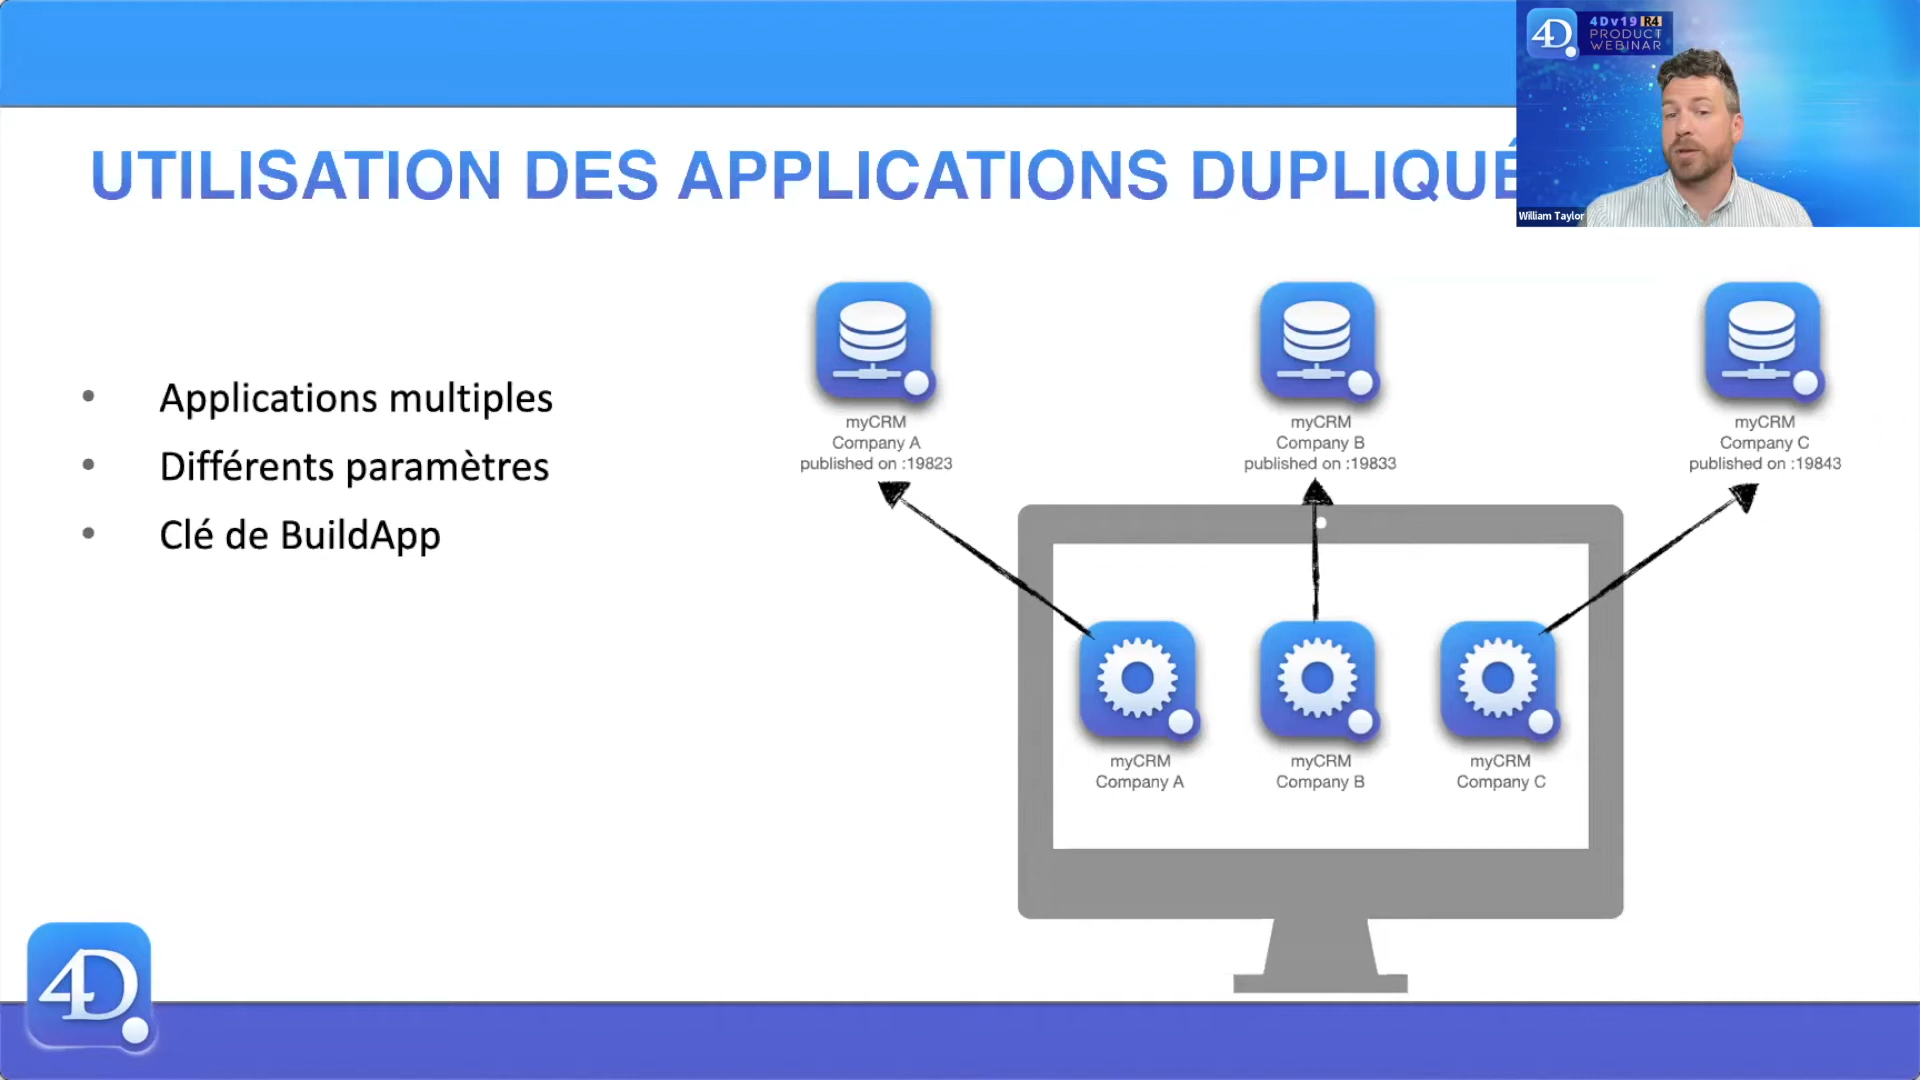 4Dv19 R4
PRODUCT
WEBINAR
4D
William Taylor
UTILISATION DES APPLICATIONS
Applications multiples
Différents paramètres
Clé de BuildApp
myCRM
Company A
published on :19823
myCRM
Company B
published on :19833
myCRM
Company C
published on :19843
myCRM
Company A
myCRM
Company B
myCRM
Company C
4D